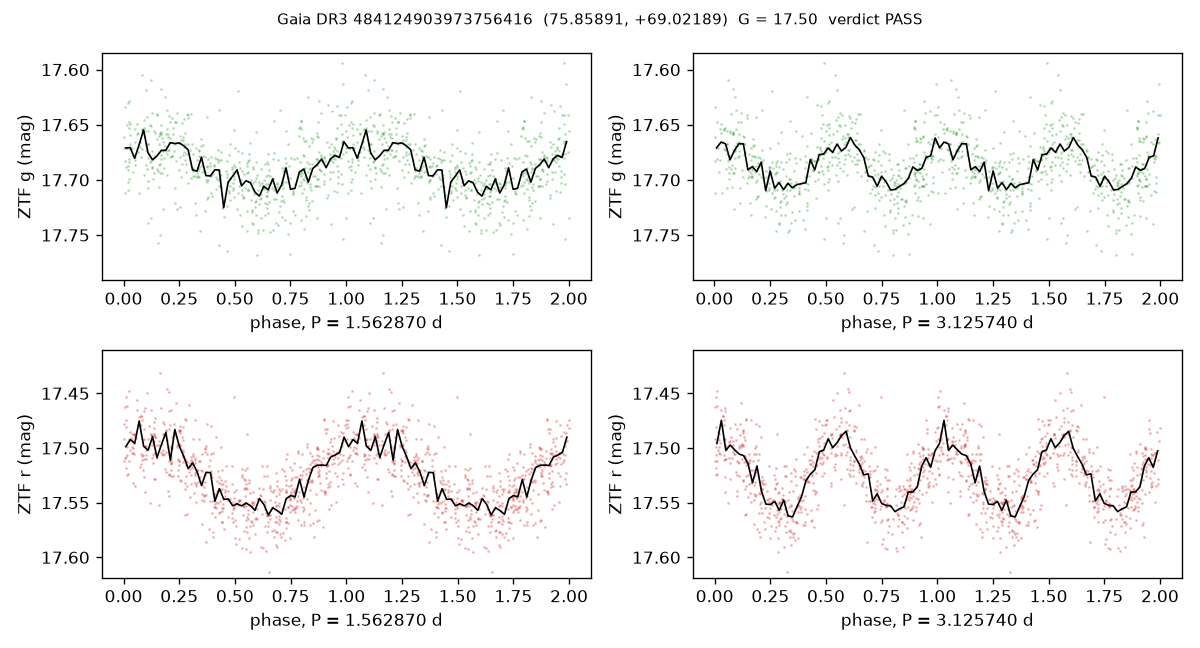 Gaia DR3 484124903973756416 (75.85891, +69.02189) G = 17.50 verdict PASS
ZTF g (mag)
17.60
17.65
17.70
17.75
0.00 0.25 0.50 0.75 1.00 1.25 1.50 1.75 2.00
phase, P = 1.562870 d
ZTF g (mag)
17.60
17.65
17.70
17.75
0.00 0.25 0.50 0.75 1.00 1.25 1.50 1.75 2.00
phase, P = 3.125740 d
ZTF r (mag)
17.45
17.50
17.55
17.60
0.00 0.25 0.50 0.75 1.00 1.25 1.50 1.75 2.00
phase, P = 1.562870 d
ZTF r (mag)
17.45
17.50
17.55
17.60
0.00 0.25 0.50 0.75 1.00 1.25 1.50 1.75 2.00
phase, P = 3.125740 d